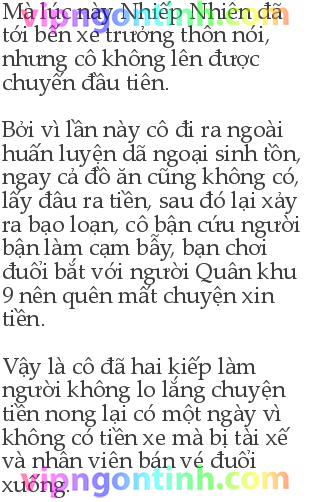 Mà lúc này Nhiếp Nhiên đã
tới bến xe trưởng thôn nói,
nhưng cô không lên được
chuyến đầu tiên.
Bởi vì lần này cô đi ra ngoài
huấn luyện dã ngoại sinh tồn,
ngay cả đồ ăn cũng không có,
lấy đâu ra tiền, sau đó lại xảy
ra bạo loạn, cô bận cứu người
bận làm cạm bẫy, bạn chơi
đuổi bắt với người Quân khu
9 nên quên mất chuyện xin
tiền.
Vậy là cô đã hai kiếp làm
người không lo lắng chuyện
tiền nong lại có một ngày vì
không có tiền xe mà bị tài xế
và nhân viên bán vé đuổi
xuống.
vipngontinh.com
vipngontinh.com
vipngontinh.com